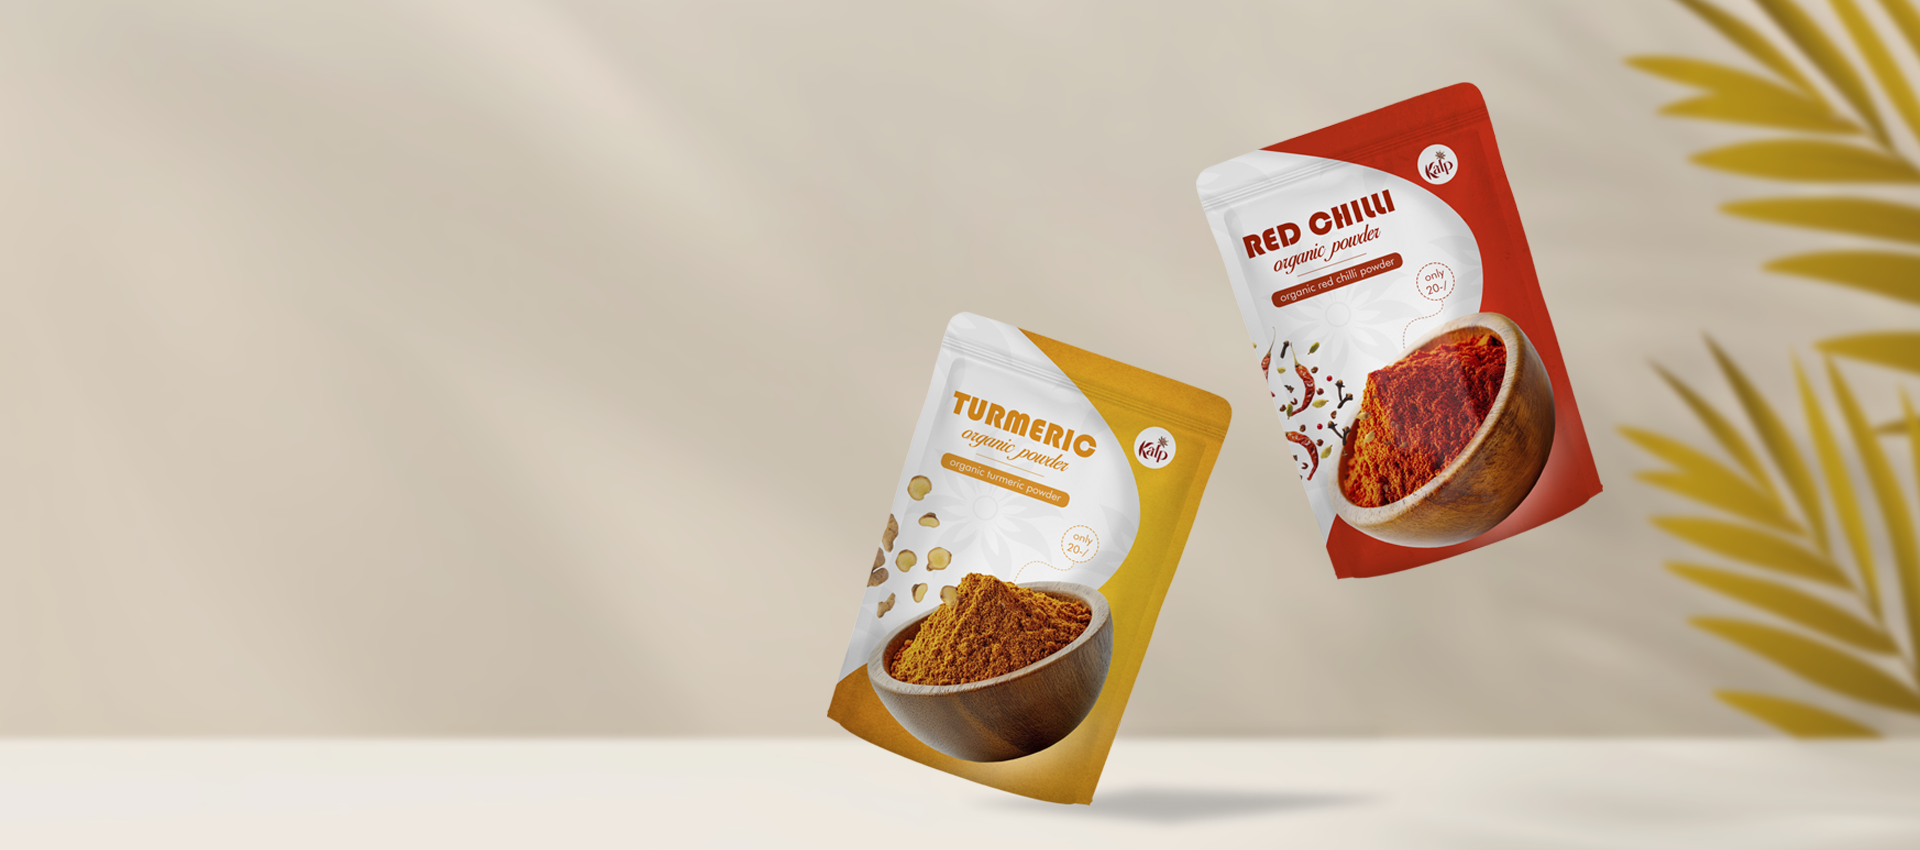 Kalp
RED CHILLI
organic powder
organic red chilli powder
only
20-/
TURMERIC
organic powder
Kalp
organic turmeric powder
only
20-/